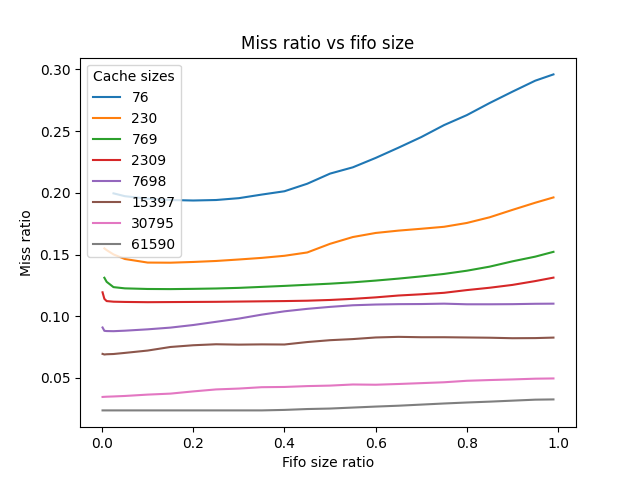 Miss ratio vs fifo size
Cache sizes
76
230
769
2309
7698
15397
30795
61590
0.30
0.25
0.20
0.15
0.10
0.05
Miss ratio
0.0 0.2 0.4 0.6 0.8 1.0
Fifo size ratio